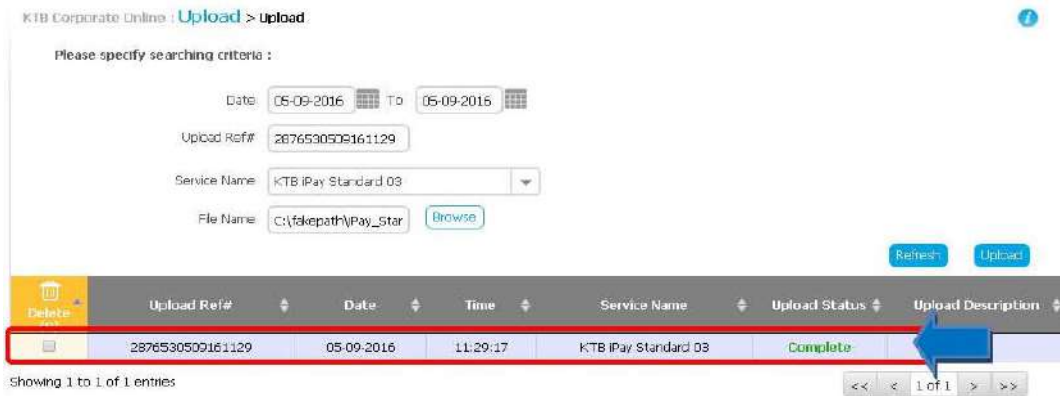 KTB Corporate Online : Upload > Upload
Please specify searching criteria :
Date 05-09-2016 To 05-09-2016
Upload Ref# 2876530509161129
Service Name KTB iPay Standard 03
File Name C:\fakepath\iPay_Star Browse
Refresh Upload
Delete Upload Ref# Date Time Service Name Upload Status Upload Description
2876530509161129 05-09-2016 11:29:17 KTB iPay Standard 03 Complete
Showing 1 to 1 of 1 entries << < 1 of 1 > >>